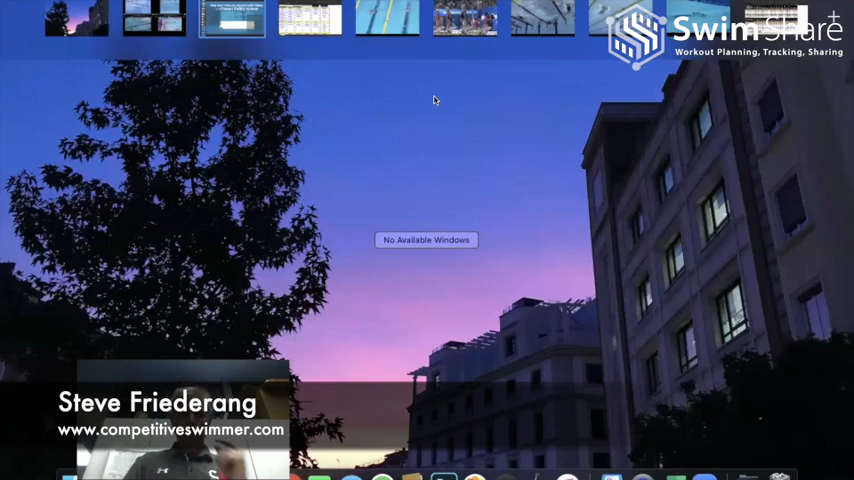 SwimShare+
Workout Planning, Tracking, Sharing
No Available Windows
Steve Friederang
www.competitiveswimmer.com